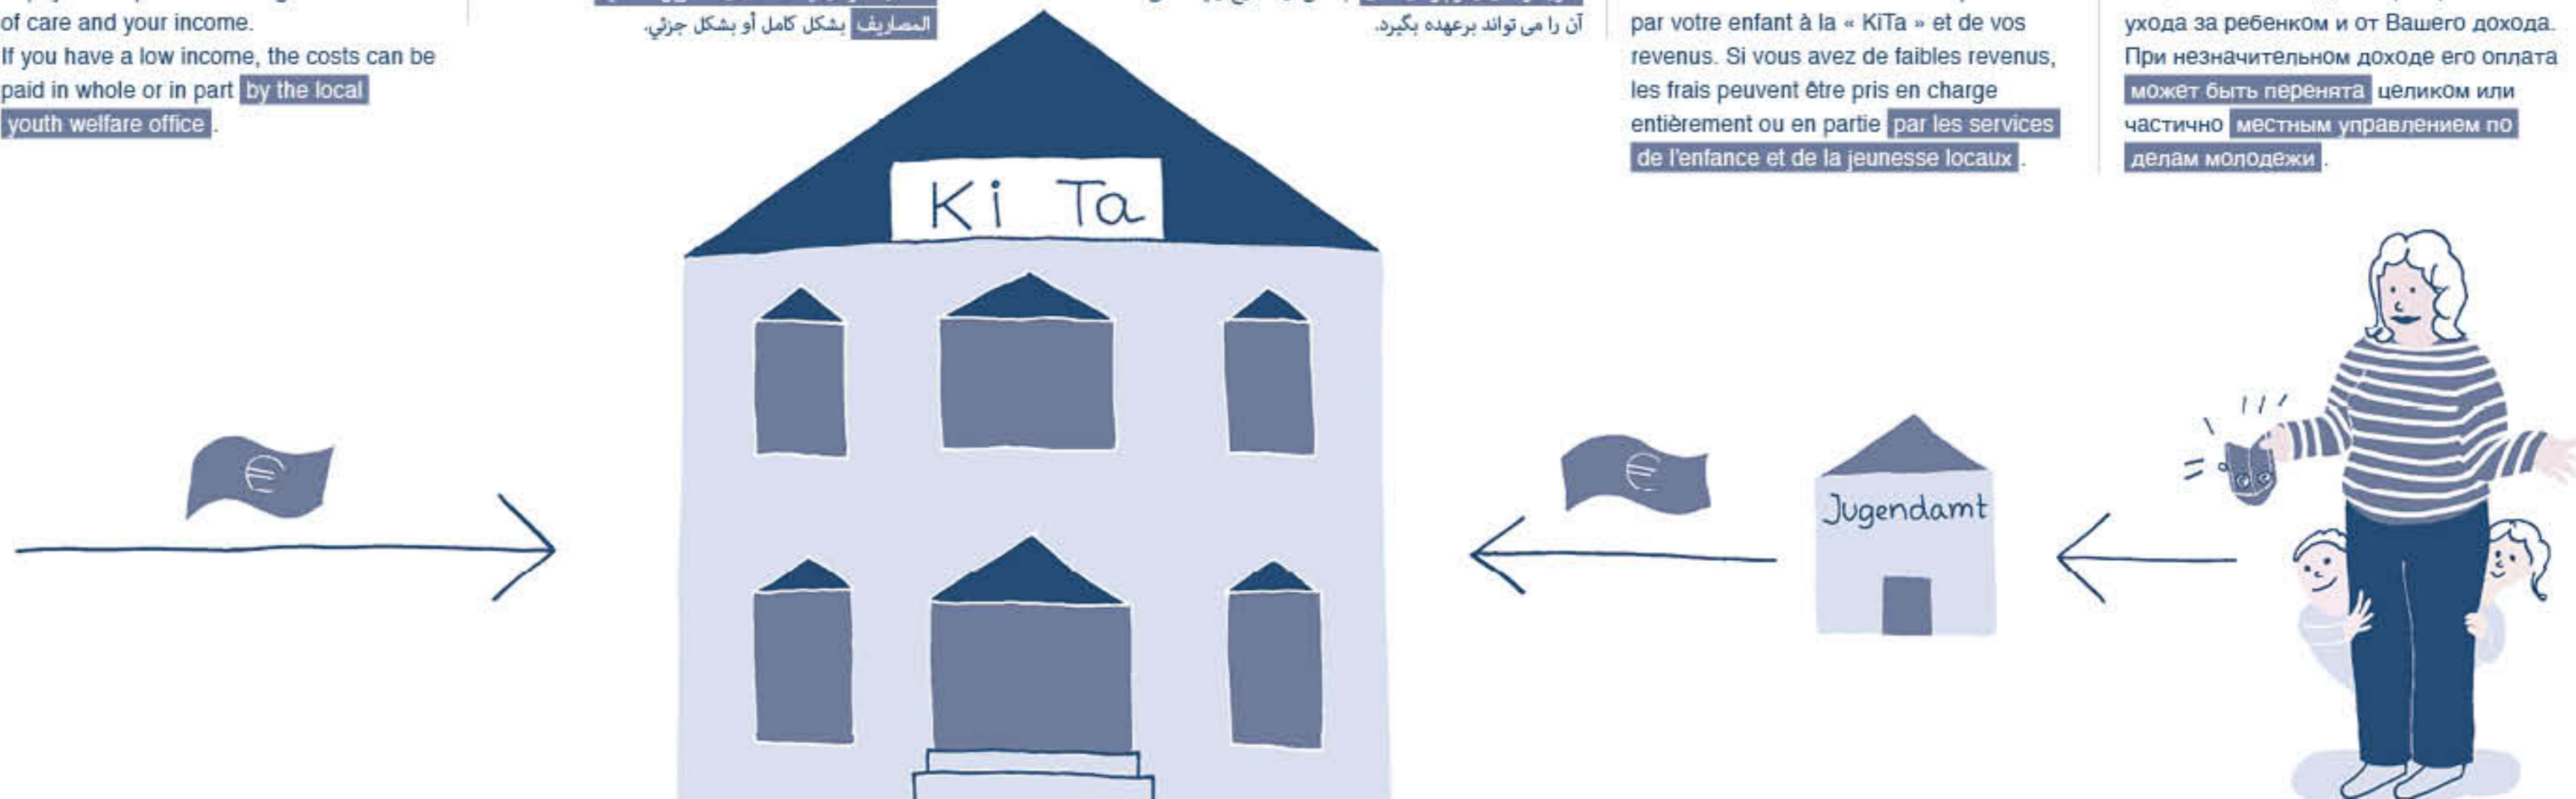 of care and your income.
If you have a low income, the costs can be
paid in whole or in part by the local
youth welfare office.
المصاريف بشكل كامل أو بشكل جزئي.
آن را می تواند برعهده بگیرد.
par votre enfant à la « KiTa » et de vos
revenus. Si vous avez de faibles revenus,
les frais peuvent être pris en charge
entièrement ou en partie par les services
de l'enfance et de la jeunesse locaux.
ухода за ребенком и от Вашего дохода.
При незначительном доходе его оплата
может быть перенята целиком или
частично местным управлением по
делам молодежи.
Ki Ta
€
€
Jugendamt